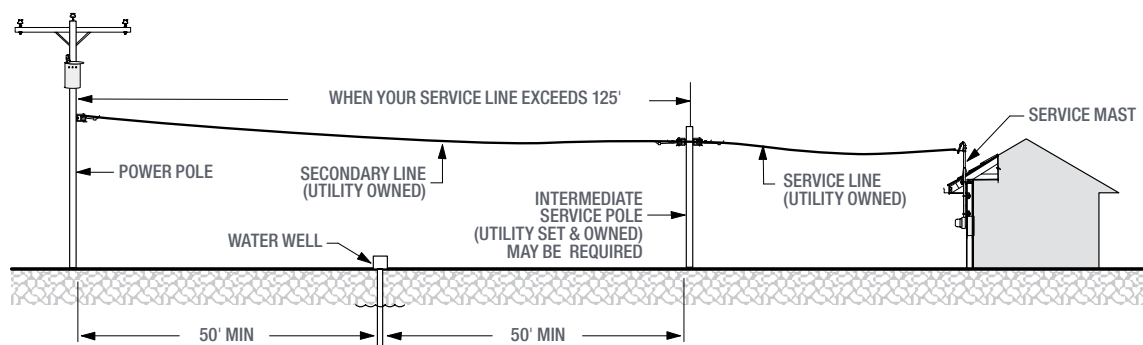 WHEN YOUR SERVICE LINE EXCEEDS 125'
SERVICE MAST
POWER POLE
SECONDARY LINE
(UTILITY OWNED)
SERVICE LINE
(UTILITY OWNED)
INTERMEDIATE
SERVICE POLE
(UTILITY SET & OWNED)
MAY BE REQUIRED
WATER WELL
50' MIN
50' MIN